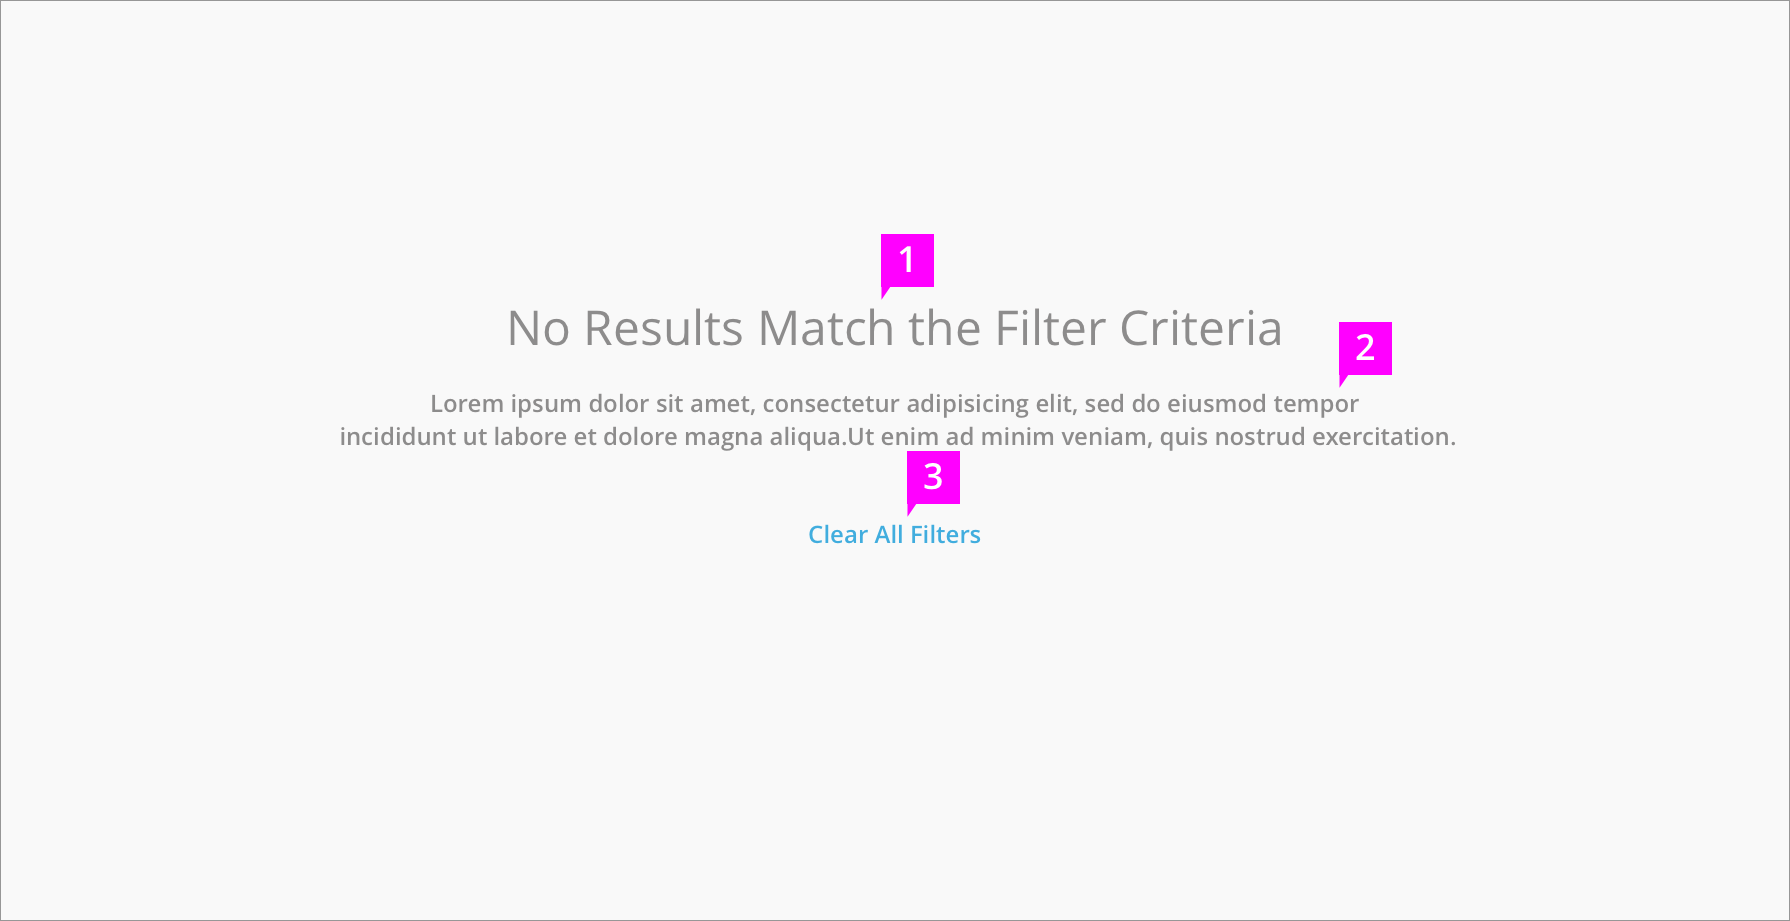 1
No Results Match the Filter Criteria
2
Lorem ipsum dolor sit amet, consectetur adipisicing elit, sed do eiusmod tempor
incididunt ut labore et dolore magna aliqua.Ut enim ad minim veniam, quis nostrud exercitation.
3
Clear All Filters